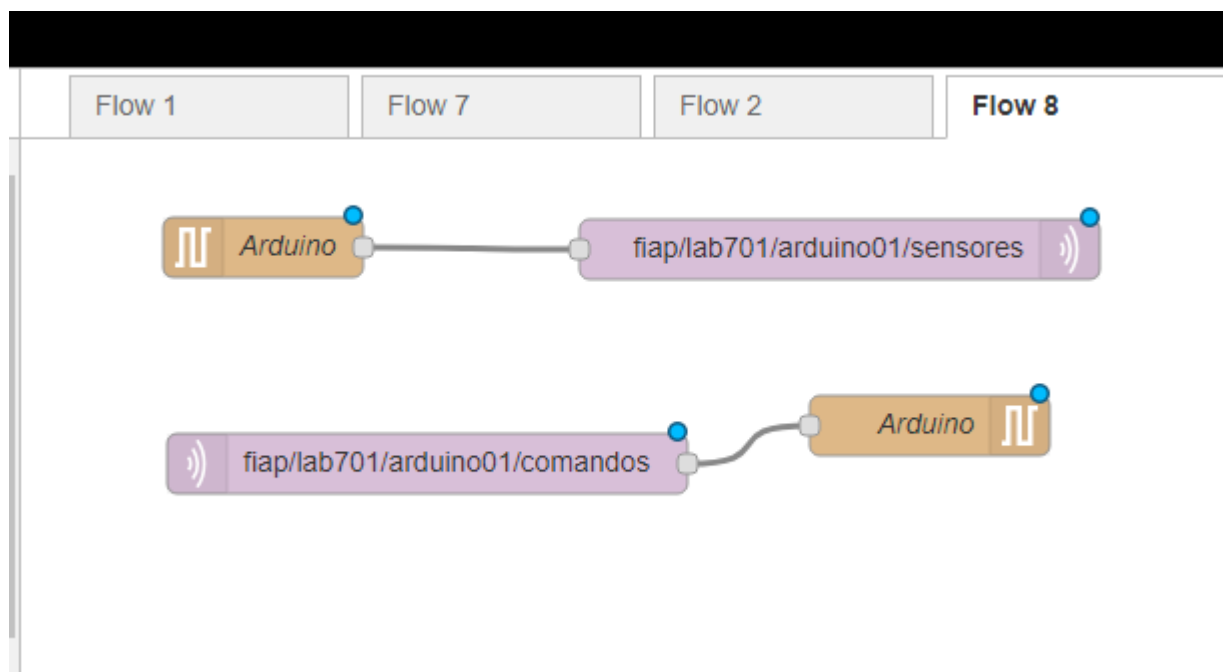 Flow 1
Flow 7
Flow 2
Flow 8
Arduino
fiap/lab701/arduino01/sensores
fiap/lab701/arduino01/comandos
Arduino